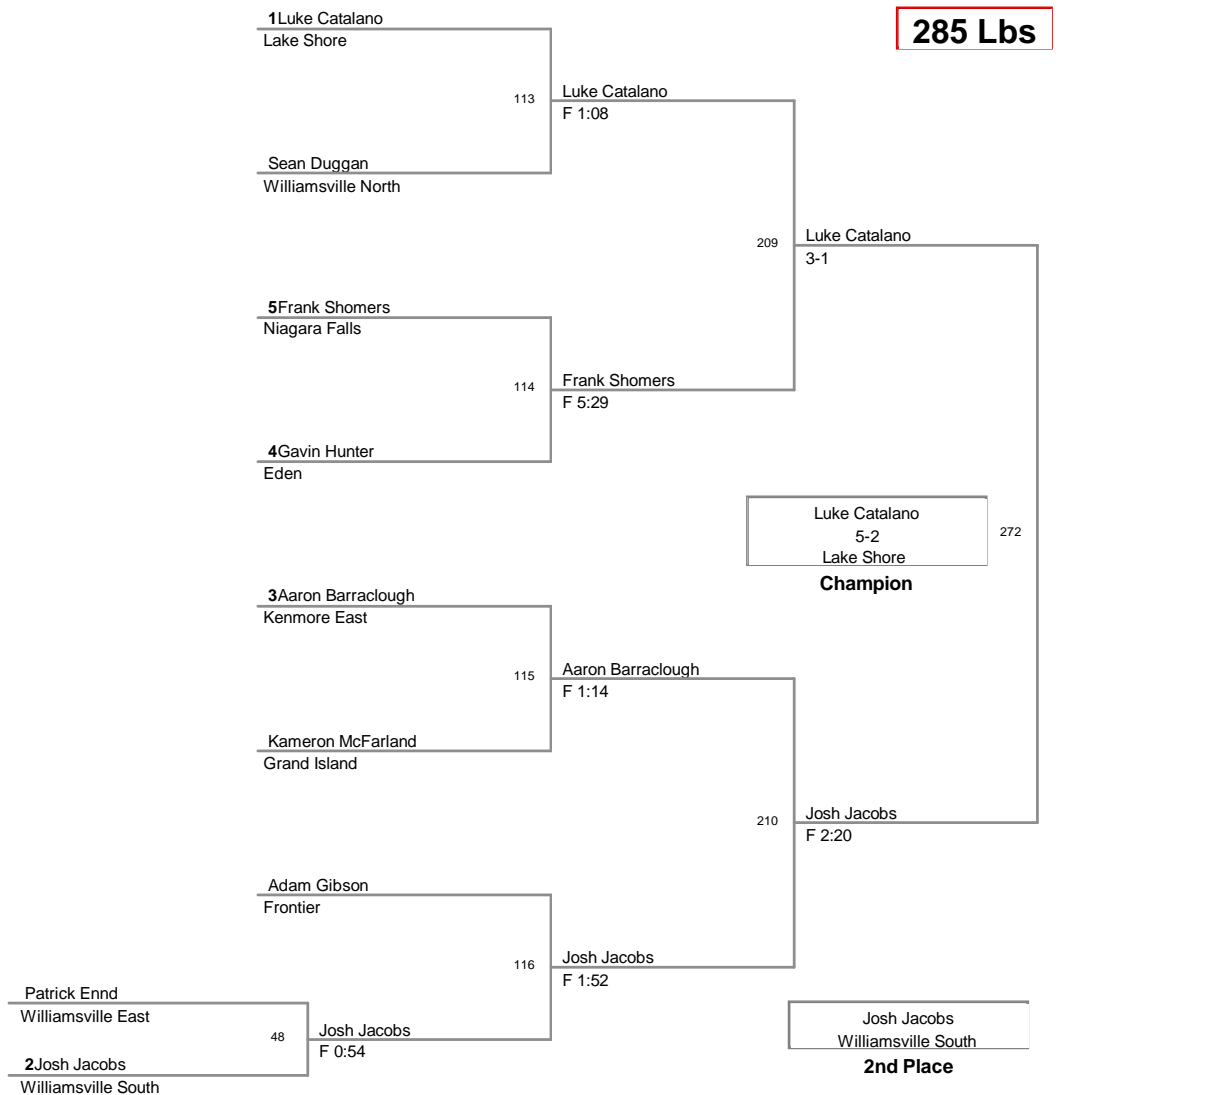 1Luke Catalano
285 Lbs
Lake Shore
113
Luke Catalano
F 1:08
Sean Duggan
Williamsville North
209
Luke Catalano
3-1
5Frank Shomers
Niagara Falls
114
Frank Shomers
F 5:29
4Gavin Hunter
Eden
Luke Catalano
5-2
Lake Shore
272
Champion
3Aaron Barraclough
Kenmore East
115
Aaron Barraclough
F 1:14
Kameron McFarland
Grand Island
210
Josh Jacobs
F 2:20
Adam Gibson
Frontier
116
Josh Jacobs
F 1:52
Patrick Ennd
Williamsville East
48
Josh Jacobs
F 0:54
2Josh Jacobs
Williamsville South
Josh Jacobs
Williamsville South
2nd Place